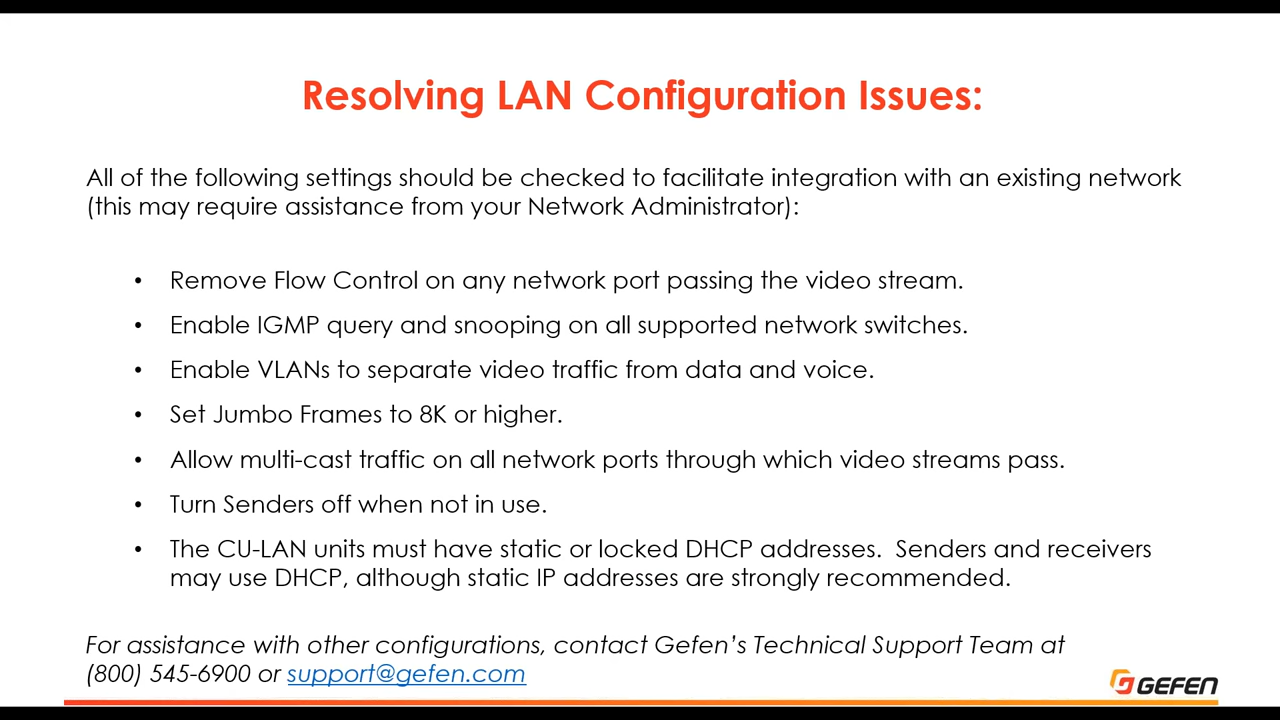 Resolving LAN Configuration Issues:
All of the following settings should be checked to facilitate integration with an existing network
(this may require assistance from your Network Administrator):
• Remove Flow Control on any network port passing the video stream.
• Enable IGMP query and snooping on all supported network switches.
• Enable VLANs to separate video traffic from data and voice.
• Set Jumbo Frames to 8K or higher.
• Allow multi-cast traffic on all network ports through which video streams pass.
• Turn Senders off when not in use.
• The CU-LAN units must have static or locked DHCP addresses.  Senders and receivers
may use DHCP, although static IP addresses are strongly recommended.
For assistance with other configurations, contact Gefen’s Technical Support Team at
(800) 545-6900 or support@gefen.com
GEFEN